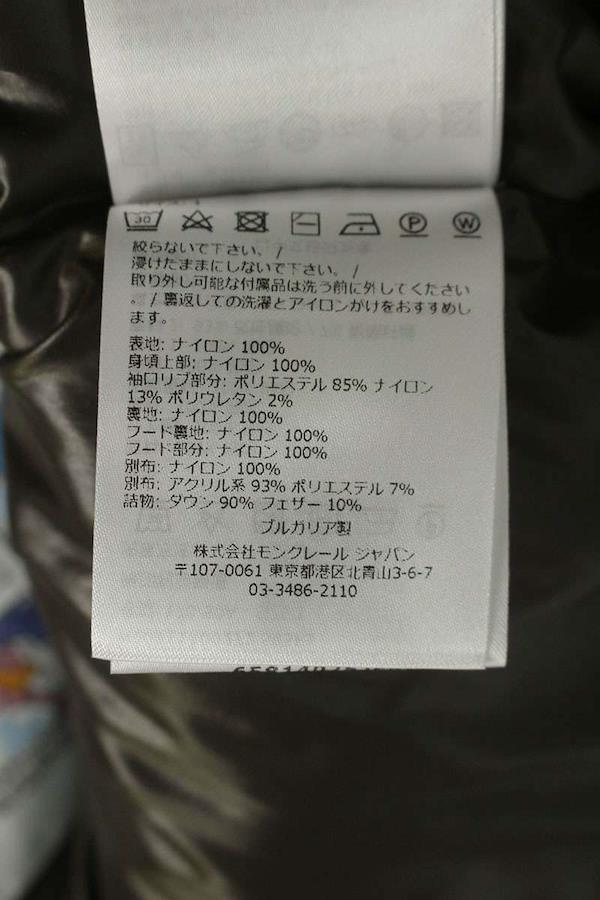 30
P
W
絞らないで下さい。 /
浸けたままにしないで下さい。 /
取り外し可能な付属品は洗う前に外してください
。 / 裏返しての洗濯とアイロンがけをおすすめし
ます。
表地: ナイロン 100%
身頃上部: ナイロン 100%
袖口リブ部分: ポリエステル 85% ナイロン
13% ポリウレタン 2%
裏地: ナイロン 100%
フード裏地: ナイロン 100%
フード部分: ナイロン 100%
別布: ナイロン 100%
別布: アクリル系 93% ポリエステル 7%
詰物: ダウン 90% フェザー 10%
ブルガリア製
株式会社モンクレール ジャパン
〒107-0061 東京都港区北青山3-6-7
03-3486-2110